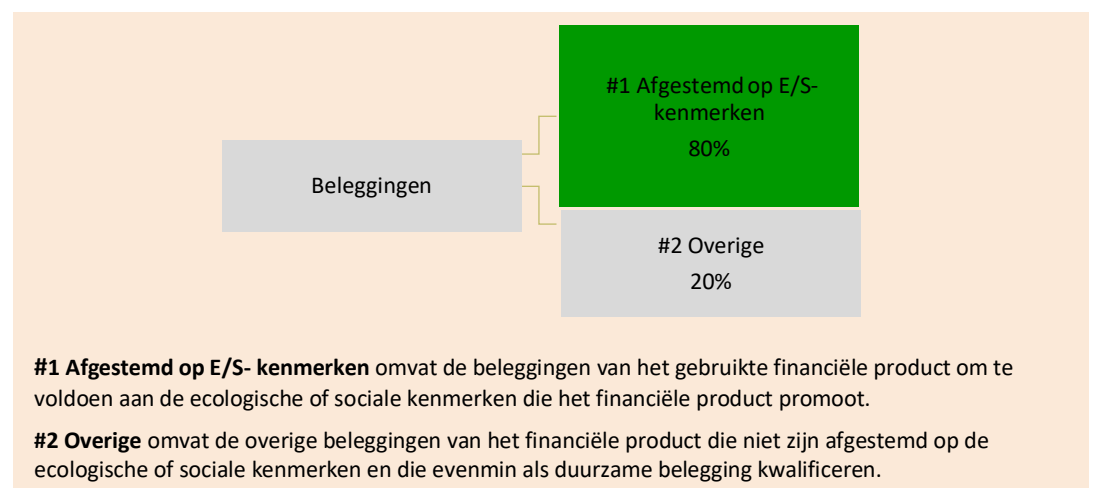 #1 Afgestemd op E/S-
kenmerken
80%
Beleggingen
#2 Overige
20%
#1 Afgestemd op E/S- kenmerken omvat de beleggingen van het gebruikte financiële product om te
voldoen aan de ecologische of sociale kenmerken die het financiële product promoot.
#2 Overige omvat de overige beleggingen van het financiële product die niet zijn afgestemd op de
ecologische of sociale kenmerken en die evenmin als duurzame belegging kwalificeren.